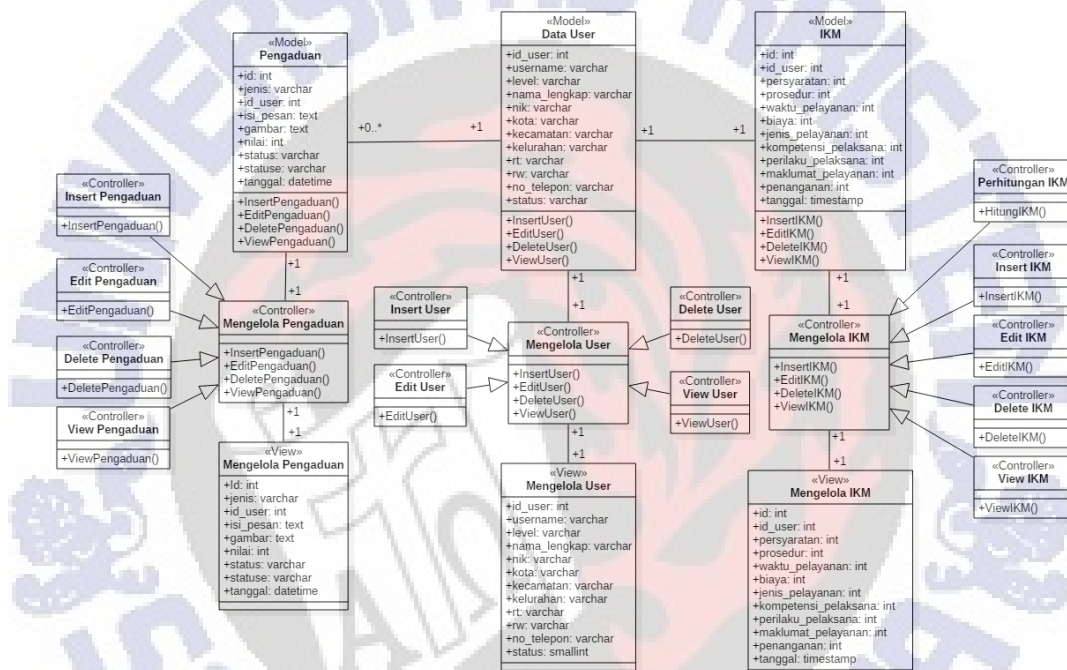 «Model»
Pengaduan
+id: int
+jenis: varchar
+id_user: int
+isi_pesan: text
+gambar: text
+nilai: int
+status: varchar
+statuse: varchar
+tanggal: datetime
+InsertPengaduan()
+EditPengaduan()
+DeletePengaduan()
+ViewPengaduan()
+0..*
+1
«Model»
Data User
+id_user: int
+username: varchar
+level: varchar
+nama_lengkap: varchar
+nik: varchar
+kota: varchar
+kecamatan: varchar
+kelurahan: varchar
+rt: varchar
+rw: varchar
+no_telepon: varchar
+status: varchar
+InsertUser()
+EditUser()
+DeleteUser()
+ViewUser()
+1
+1
«Model»
IKM
+id: int
+id_user: int
+persyaratan: int
+prosedur: int
+waktu_pelayanan: int
+biaya: int
+jenis_pelayanan: int
+kompetensi_pelaksana: int
+perilaku_pelaksana: int
+maklumat_pelayanan: int
+penanganan: int
+tanggal: timestamp
+InsertIKM()
+EditIKM()
+DeleteIKM()
+ViewIKM()
«Controller»
Insert Pengaduan
+InsertPengaduan()
«Controller»
Edit Pengaduan
+EditPengaduan()
«Controller»
Delete Pengaduan
+DeletePengaduan()
«Controller»
View Pengaduan
+ViewPengaduan()
+1
+1
«Controller»
Mengelola Pengaduan
+InsertPengaduan()
+EditPengaduan()
+DeletePengaduan()
+ViewPengaduan()
+1
+1
«View»
Mengelola Pengaduan
+Id: int
+jenis: varchar
+id_user: int
+isi_pesan: text
+gambar: text
+nilai: int
+status: varchar
+statuse: varchar
+tanggal: datetime
«Controller»
Insert User
+InsertUser()
«Controller»
Edit User
+EditUser()
+1
+1
«Controller»
Mengelola User
+InsertUser()
+EditUser()
+DeleteUser()
+ViewUser()
«Controller»
Delete User
+DeleteUser()
«Controller»
View User
+ViewUser()
+1
+1
«View»
Mengelola User
+id_user: int
+username: varchar
+level: varchar
+nama_lengkap: varchar
+nik: varchar
+kota: varchar
+kecamatan: varchar
+kelurahan: varchar
+rt: varchar
+rw: varchar
+no_telepon: varchar
+status: smallint
+1
+1
«Controller»
Mengelola IKM
+InsertIKM()
+EditIKM()
+DeleteIKM()
+ViewIKM()
+1
+1
«View»
Mengelola IKM
+id: int
+id_user: int
+persyaratan: int
+prosedur: int
+waktu_pelayanan: int
+biaya: int
+jenis_pelayanan: int
+kompetensi_pelaksana: int
+perilaku_pelaksana: int
+maklumat_pelayanan: int
+penanganan: int
+tanggal: timestamp
«Controller»
Perhitungan IKM
+HitungIKM()
«Controller»
Insert IKM
+InsertIKM()
«Controller»
Edit IKM
+EditIKM()
«Controller»
Delete IKM
+DeleteIKM()
«Controller»
View IKM
+ViewIKM()